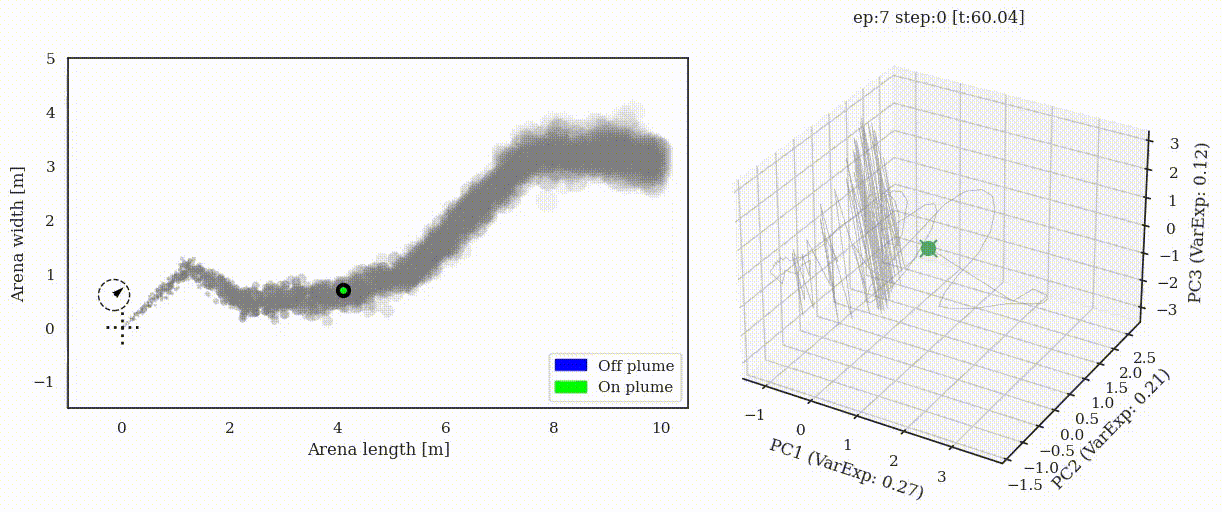 ep:7 step:0 [t:60.04]
5
4
3
2
1
0
−1
Arena width [m]
0 2 4 6 8 10
Arena length [m]
Off plume
On plume
3
2
1
0
−1
−2
−3
PC3 (VarExp: 0.12)
2.5
2.0
1.5
1.0
0.5
0.0
−0.5
−1.0
−1.5
PC2 (VarExp: 0.21)
−1 0 1 2 3
PC1 (VarExp: 0.27)